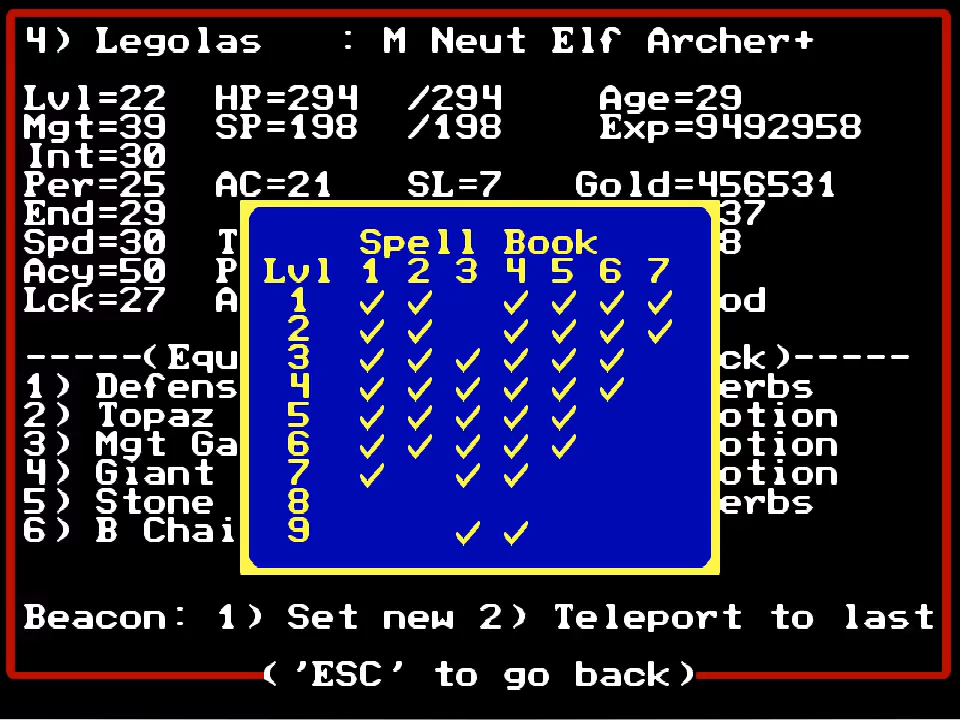 4) Legolas : M Neut Elf Archer+
Lvl=22 HP=294 /294 Age=29
Mgt=39 SP=198 /198 Exp=9492958
Int=30
Per=25 AC=21 SL=7 Gold=456531
End=29 37
Spd=30 T Spell Book 8
Acy=50 P Lvl 1 2 3 4 5 6 7
Lck=27 A 1 ✓ ✓ ✓ ✓ ✓ ✓ od
2 ✓ ✓ ✓ ✓ ✓ ✓
-----(Equ 3 ✓ ✓ ✓ ✓ ✓ ✓ ck)-----
1) Defens 4 ✓ ✓ ✓ ✓ ✓ ✓ erbs
2) Topaz 5 ✓ ✓ ✓ ✓ ✓ otion
3) Mgt Ga 6 ✓ ✓ ✓ ✓ ✓ otion
4) Giant 7 ✓ ✓ ✓ otion
5) Stone 8 erbs
6) B Chai 9 ✓ ✓
Beacon: 1) Set new 2) Teleport to last
('ESC' to go back)